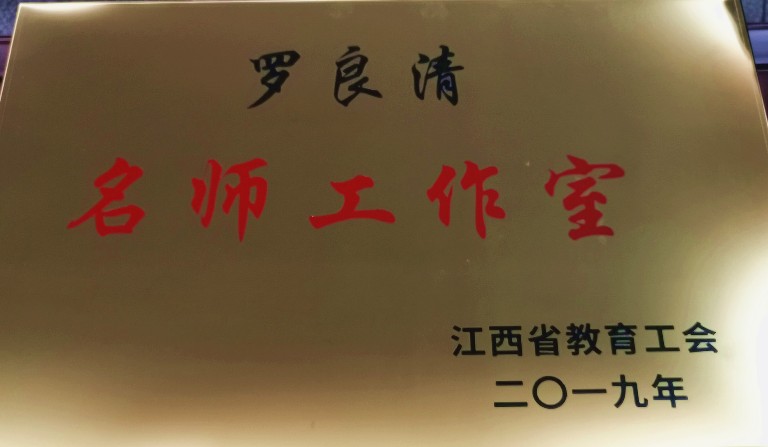 罗良清
名师工作室
江西省教育工会
二〇一九年